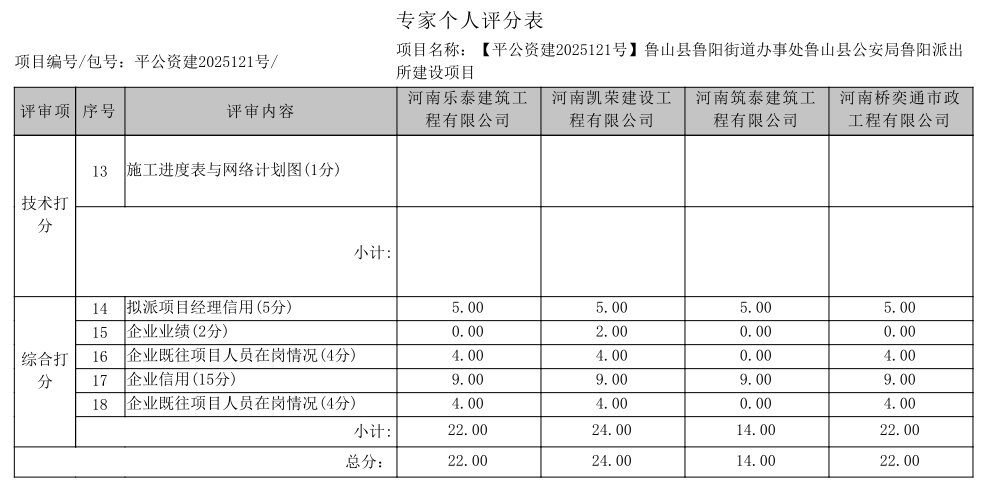 专家个人评分表
项目编号/包号：平公资建2025121号/
项目名称：【平公资建2025121号】鲁山县鲁阳街道办事处鲁山县公安局鲁阳派出
所建设项目
评审项 序号 评审内容 河南乐泰建筑工 河南凯荣建设工 河南筑泰建筑工 河南桥奕通市政
程有限公司 程有限公司 程有限公司 工程有限公司
13 施工进度表与网络计划图(1分)
技术打
分
小计:
14 拟派项目经理信用(5分) 5.00 5.00 5.00 5.00
15 企业业绩(2分) 0.00 2.00 0.00 0.00
综合打
分
16 企业既往项目人员在岗情况(4分) 4.00 4.00 0.00 4.00
17 企业信用(15分) 9.00 9.00 9.00 9.00
18 企业既往项目人员在岗情况(4分) 4.00 4.00 0.00 4.00
小计: 22.00 24.00 14.00 22.00
总分： 22.00 24.00 14.00 22.00